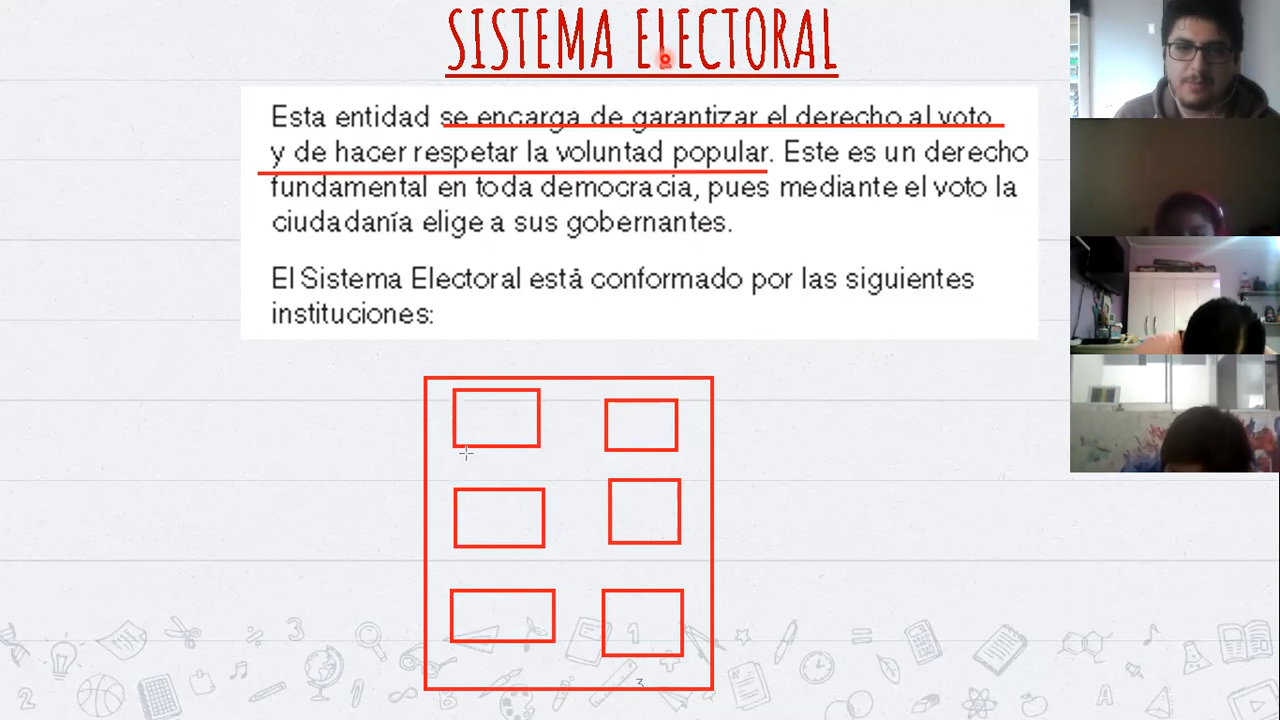 SISTEMA ELECTORAL
Esta entidad se encarga de garantizar el derecho al voto
y de hacer respetar la voluntad popular. Este es un derecho
fundamental en toda democracia, pues mediante el voto la
ciudadanía elige a sus gobernantes.
El Sistema Electoral está conformado por las siguientes
instituciones:
3